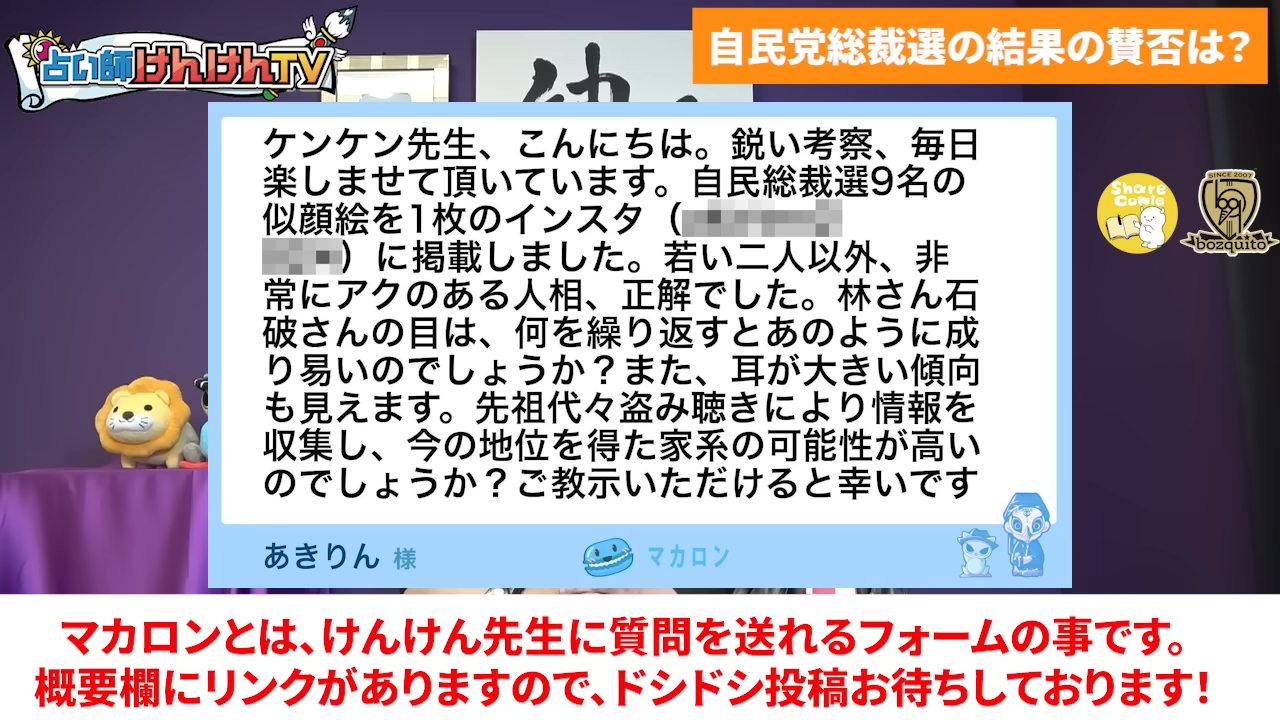 占い師けんけんTV
自民党総裁選の結果の賛否は？
ケンケン先生、こんにちは。鋭い考察、毎日
楽しませて頂いています。自民総裁選9名の
似顔絵を1枚のインスタ（
）に掲載しました。若い二人以外、非
常にアクのある人相、正解でした。林さん石
破さんの目は、何を繰り返すとあのように成
り易いのでしょうか？また、耳が大きい傾向
も見えます。先祖代々盗み聴きにより情報を
収集し、今の地位を得た家系の可能性が高い
のでしょうか？ご教示いただけると幸いです
Share
Comic
SINCE 2007
bozquito
あきりん 様
マカロン
マカロンとは、けんけん先生に質問を送れるフォームの事です。
概要欄にリンクがありますので、ドシドシ投稿お待ちしております！